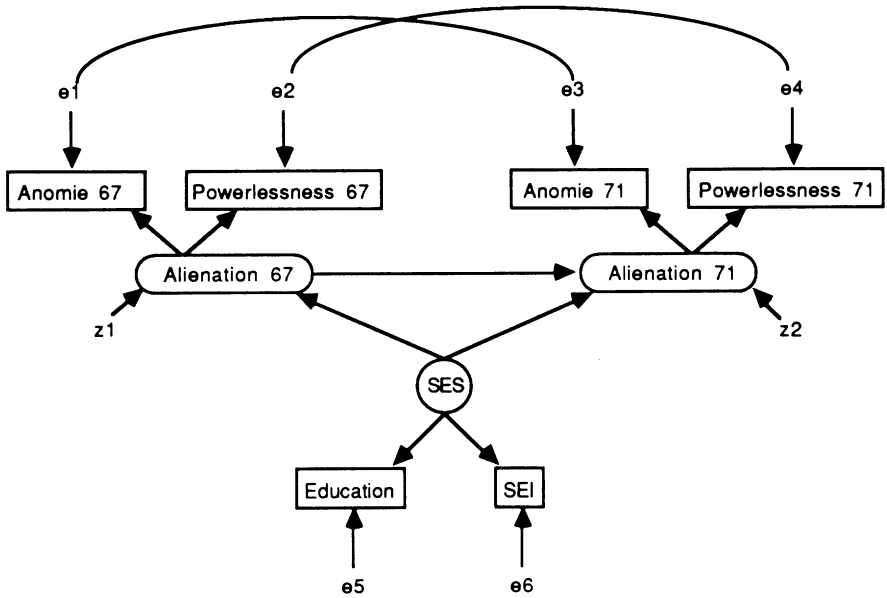 e1
e2
e3
e4
Anomie 67
Powerlessness 67
Anomie 71
Powerlessness 71
Alienation 67
Alienation 71
z1
z2
SES
Education
SEI
e5
e6